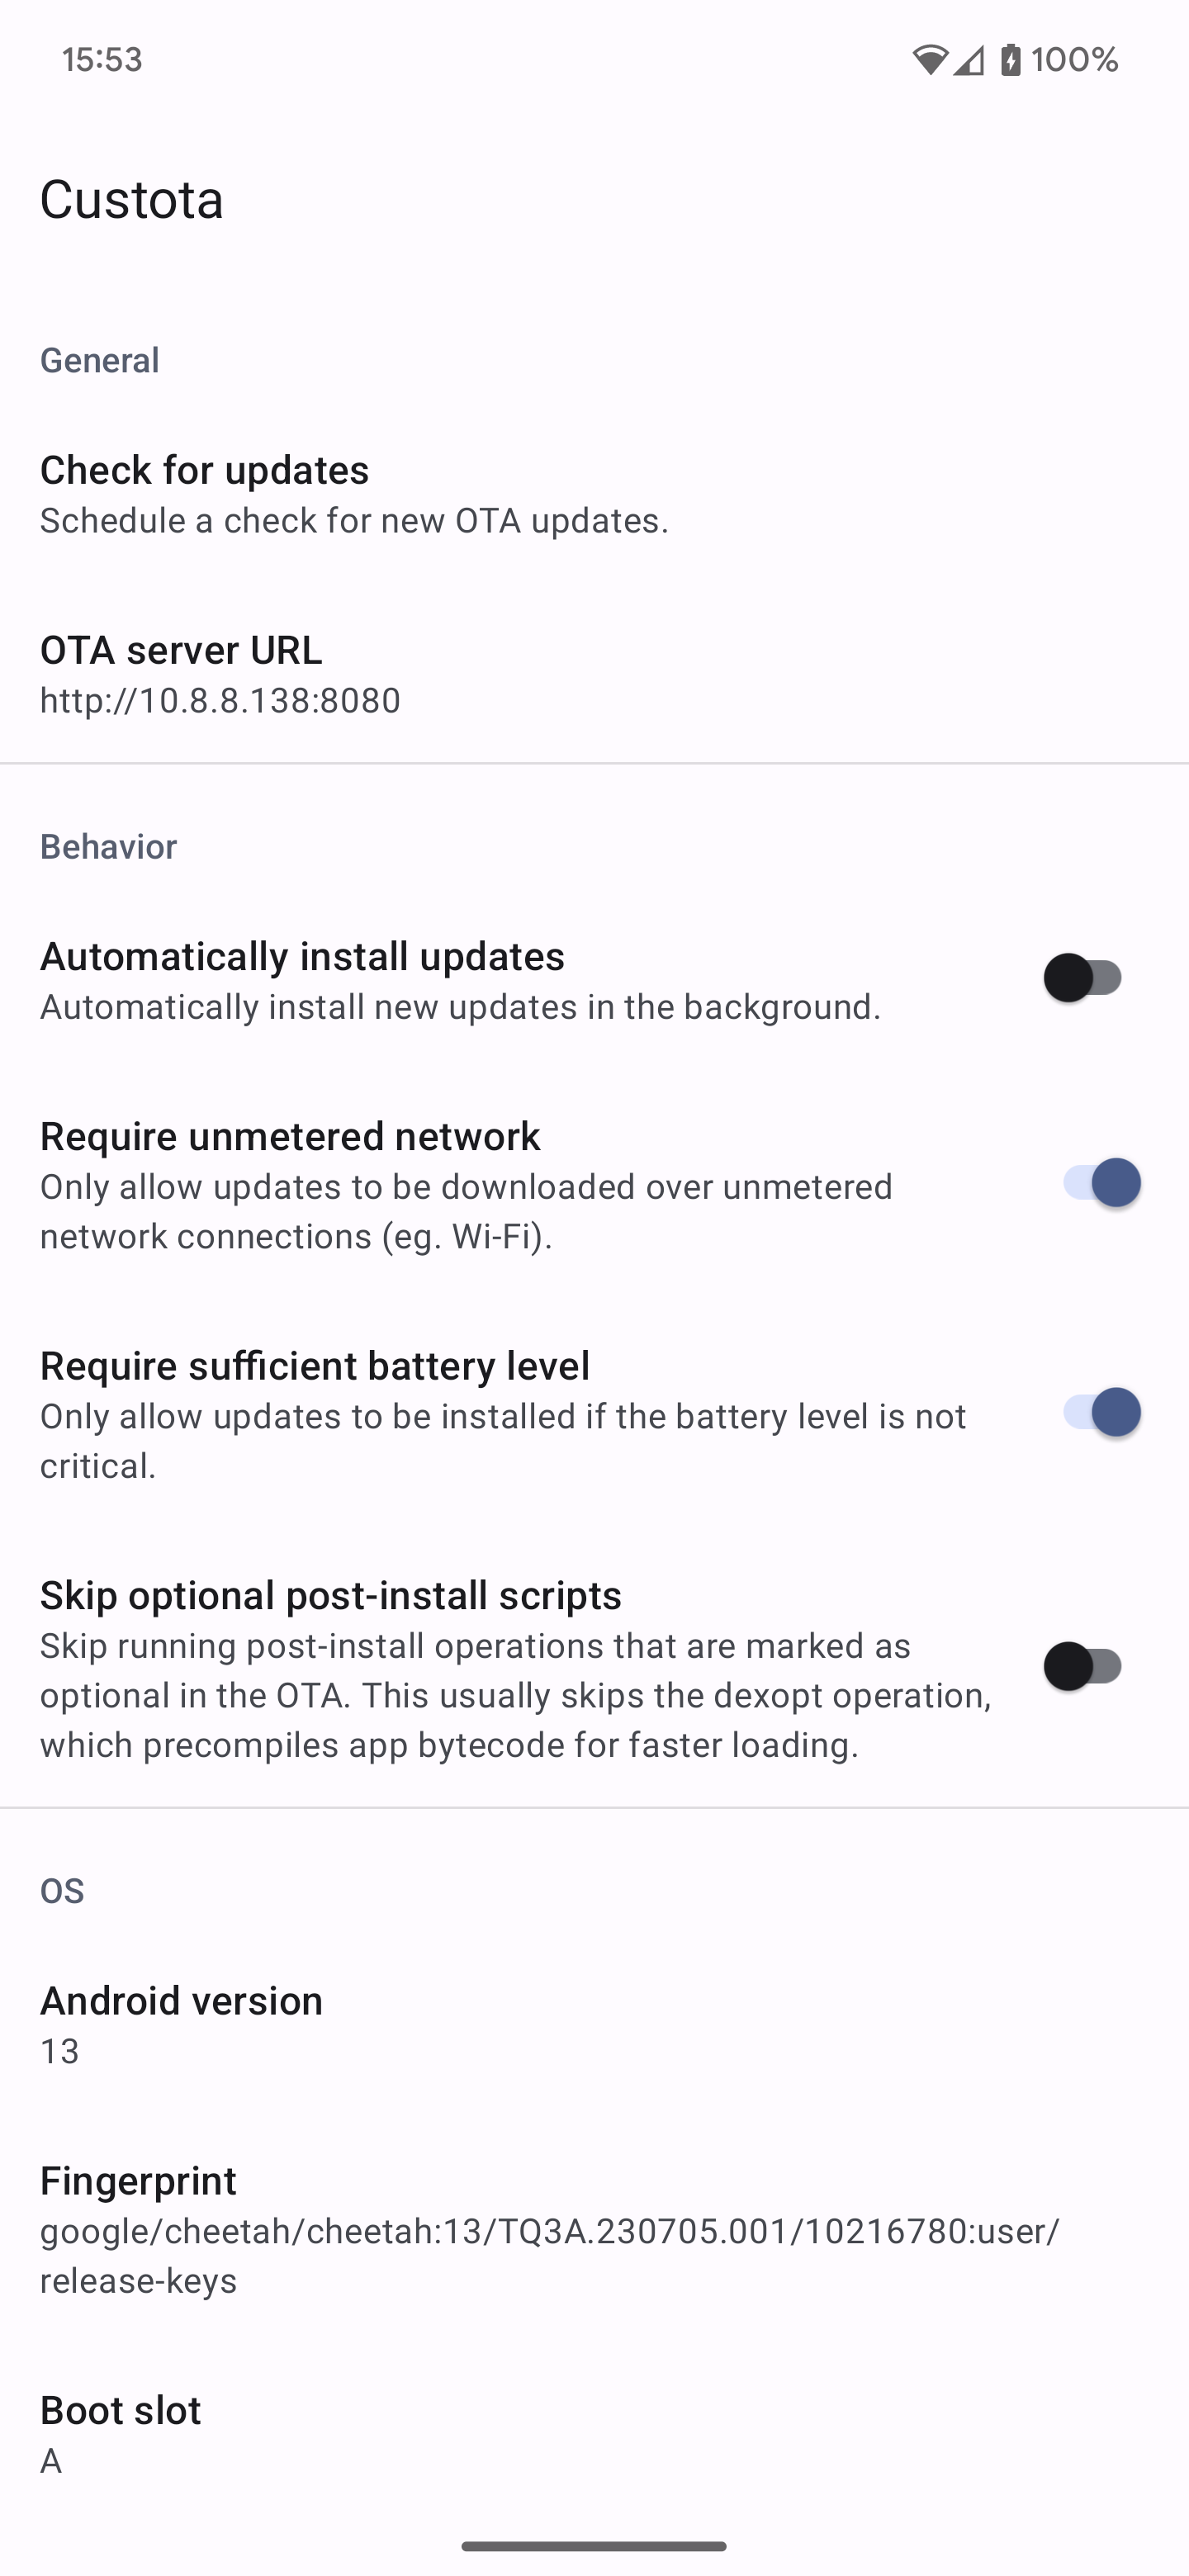 15:53
100%
Custota
General
Check for updates
Schedule a check for new OTA updates.
OTA server URL
http://10.8.8.138:8080
Behavior
Automatically install updates
Automatically install new updates in the background.
Require unmetered network
Only allow updates to be downloaded over unmetered
network connections (eg. Wi-Fi).
Require sufficient battery level
Only allow updates to be installed if the battery level is not
critical.
Skip optional post-install scripts
Skip running post-install operations that are marked as
optional in the OTA. This usually skips the dexopt operation,
which precompiles app bytecode for faster loading.
OS
Android version
13
Fingerprint
google/cheetah/cheetah:13/TQ3A.230705.001/10216780:user/
release-keys
Boot slot
A